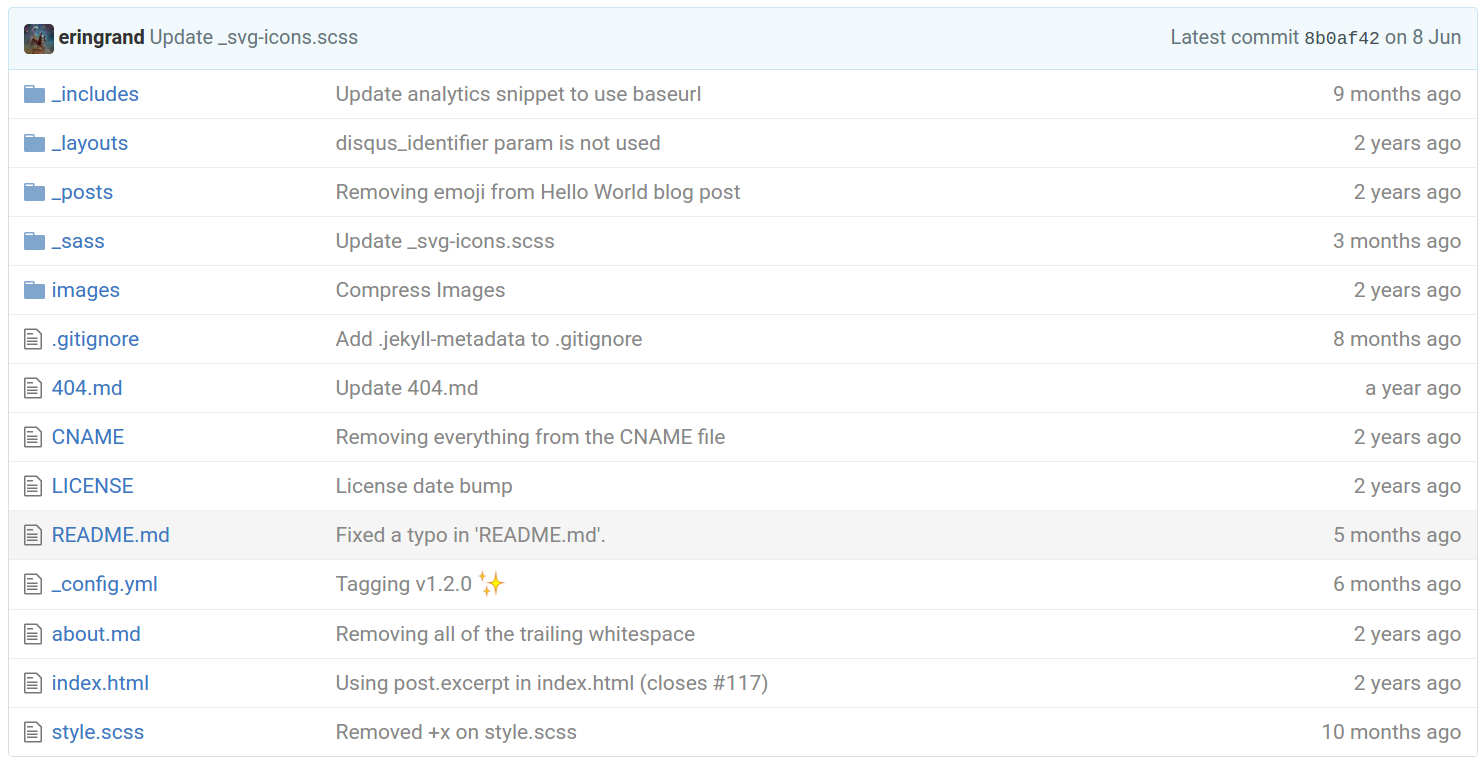 eringrand Update _svg-icons.scss Latest commit 8b0af42 on 8 Jun
_includes Update analytics snippet to use baseurl 9 months ago
_layouts disqus_identifier param is not used 2 years ago
_posts Removing emoji from Hello World blog post 2 years ago
_sass Update _svg-icons.scss 3 months ago
images Compress Images 2 years ago
.gitignore Add .jekyll-metadata to .gitignore 8 months ago
404.md Update 404.md a year ago
CNAME Removing everything from the CNAME file 2 years ago
LICENSE License date bump 2 years ago
README.md Fixed a typo in 'README.md'. 5 months ago
_config.yml Tagging v1.2.0 ✨ 6 months ago
about.md Removing all of the trailing whitespace 2 years ago
index.html Using post.excerpt in index.html (closes #117) 2 years ago
style.scss Removed +x on style.scss 10 months ago